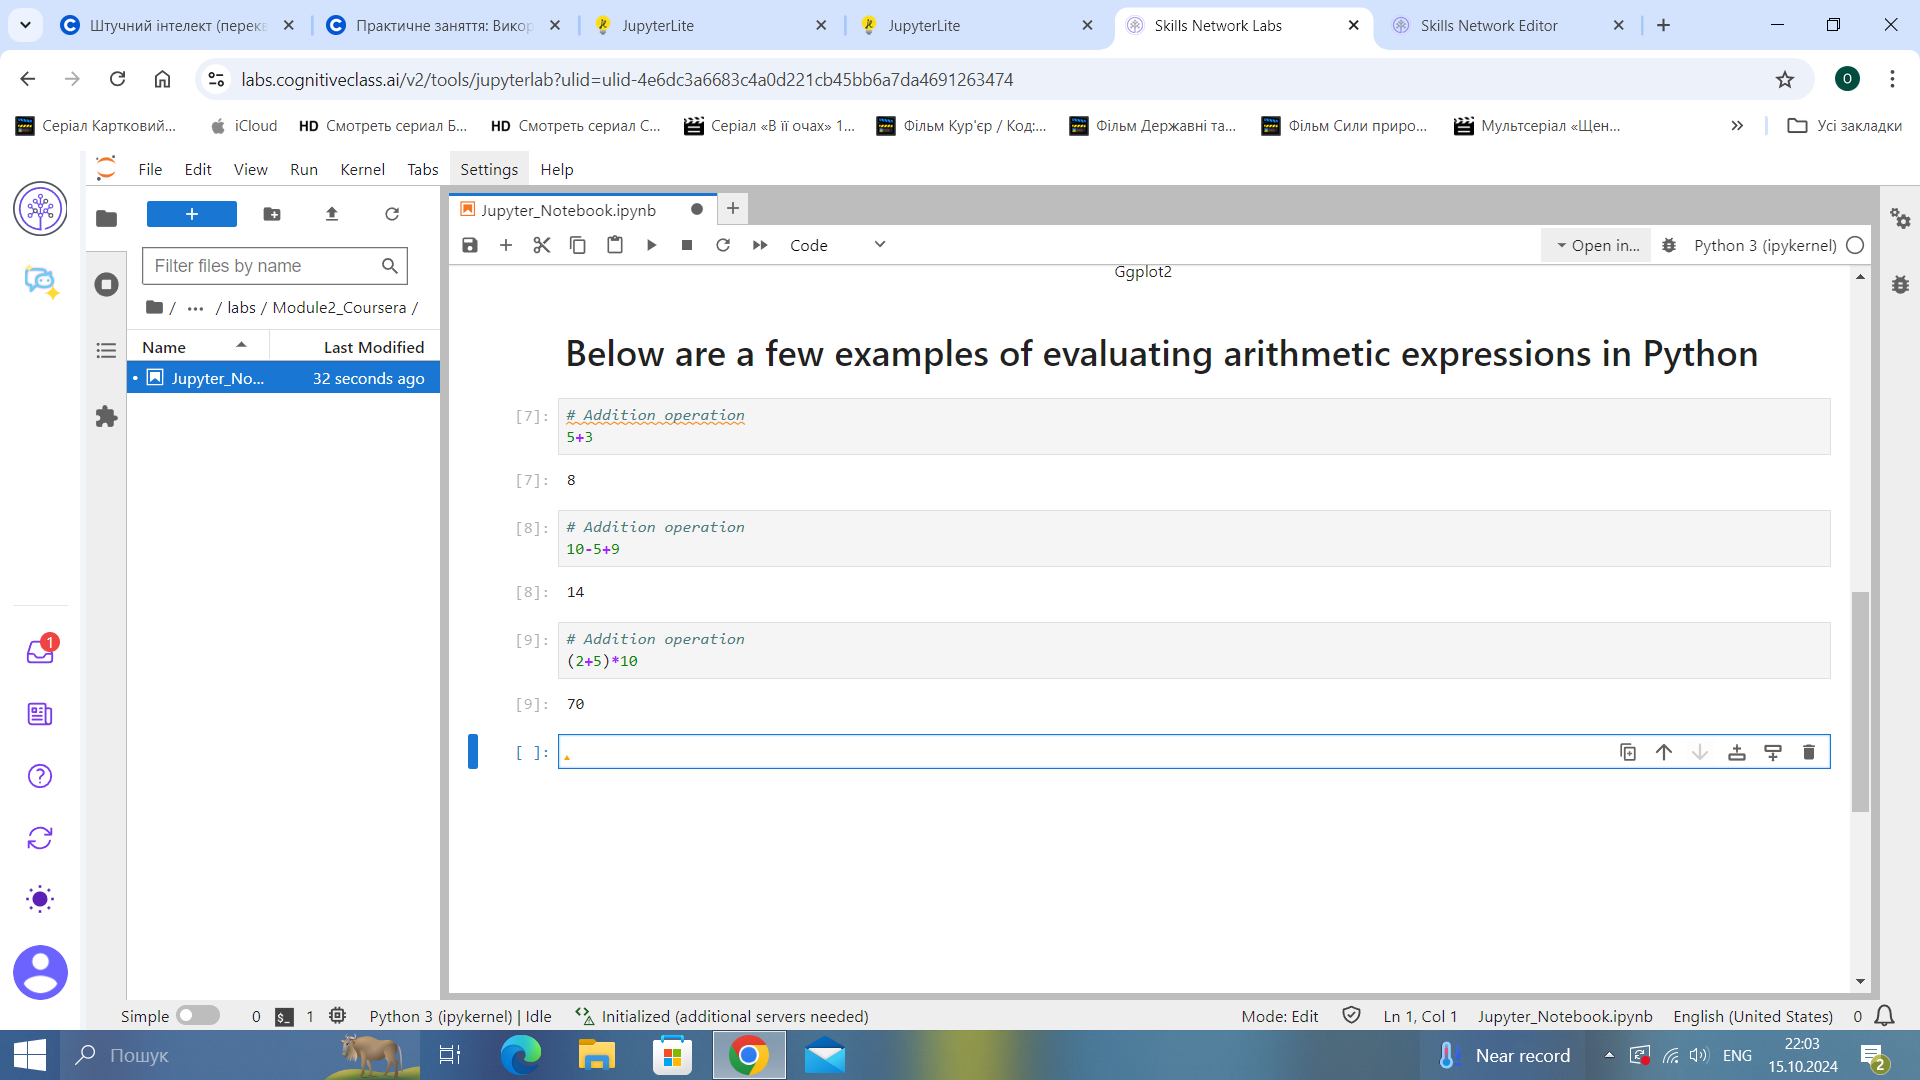 Штучний інтелект (перекв
Практичне заняття: Викор
JupyterLite
JupyterLite
Skills Network Labs
Skills Network Editor
labs.cognitiveclass.ai/v2/tools/jupyterlab?ulid=ulid-4e6dc3a6683c4a0d221cb45bb6a7da4691263474
O
Серіал Картковий...
iCloud
HD Смотреть сериал Б...
HD Смотреть сериал С...
Серіал «В її очах» 1...
Фільм Кур'єр / Код:...
Фільм Державні та...
Фільм Сили приро...
Мультсеріал «Щен...
Усі закладки
File Edit View Run Kernel Tabs Settings Help
Filter files by name
/ ... / labs / Module2_Coursera /
Name Last Modified
Jupyter_No... 32 seconds ago
1
Jupyter_Notebook.ipynb
Code
Open in...
Python 3 (ipykernel)
Ggplot2
Below are a few examples of evaluating arithmetic expressions in Python
[7]: # Addition operation
5+3
[7]: 8
[8]: # Addition operation
10-5+9
[8]: 14
[9]: # Addition operation
(2+5)*10
[9]: 70
[ ]:
Simple 0 $_ 1 Python 3 (ipykernel) | Idle Initialized (additional servers needed) Mode: Edit Ln 1, Col 1 Jupyter_Notebook.ipynb English (United States) 0
Пошук
Near record
ENG
22:03
15.10.2024
2